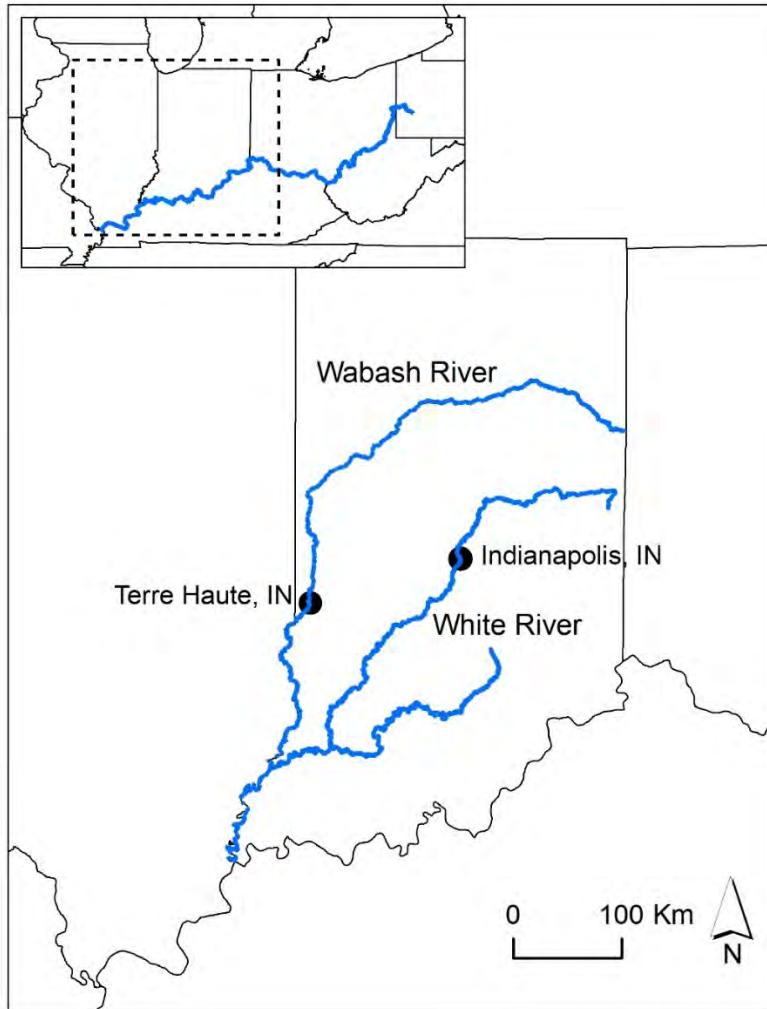 Wabash River
Indianapolis, IN
Terre Haute, IN
White River
0 100 Km
N